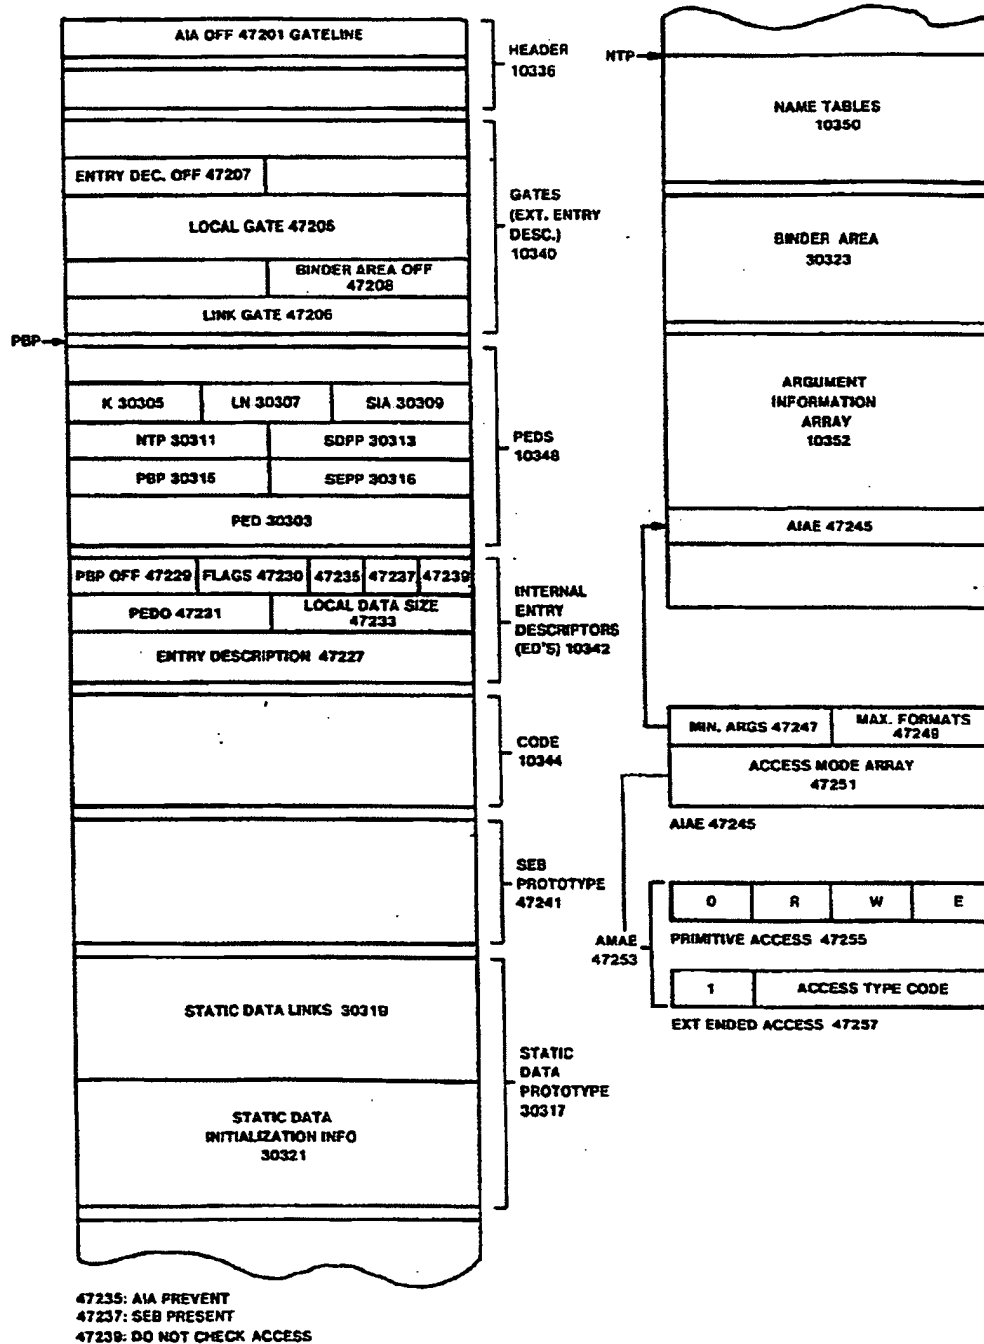 AIA OFF 47201 GATELINE
HEADER
10336
ENTRY DEC. OFF 47207
LOCAL GATE 47205
BINDER AREA OFF
47208
LINK GATE 47206
GATES
(EXT. ENTRY
DESC.)
10340
PBP
K 30305
LN 30307
SIA 30309
NTP 30311
SDPP 30313
PBP 30315
SEPP 30316
PED 30303
PEDS
10348
PBP OFF 47229
FLAGS 47230
47235
47237
47239
PEDO 47231
LOCAL DATA SIZE
47233
ENTRY DESCRIPTION 47227
INTERNAL
ENTRY
DESCRIPTORS
(ED'S) 10342
CODE
10344
SEB
PROTOTYPE
47241
STATIC DATA LINKS 30319
STATIC DATA
INITIALIZATION INFO
30321
STATIC
DATA
PROTOTYPE
30317
47235: AIA PREVENT
47237: SEB PRESENT
47239: DO NOT CHECK ACCESS
NTP
NAME TABLES
10350
BINDER AREA
30323
ARGUMENT
INFORMATION
ARRAY
10352
AIAE 47245
MIN. ARGS 47247
MAX. FORMATS
47249
ACCESS MODE ARRAY
47251
AIAE 47245
AMAE
47253
0 R W E
PRIMITIVE ACCESS 47255
1 ACCESS TYPE CODE
EXT ENDED ACCESS 47257